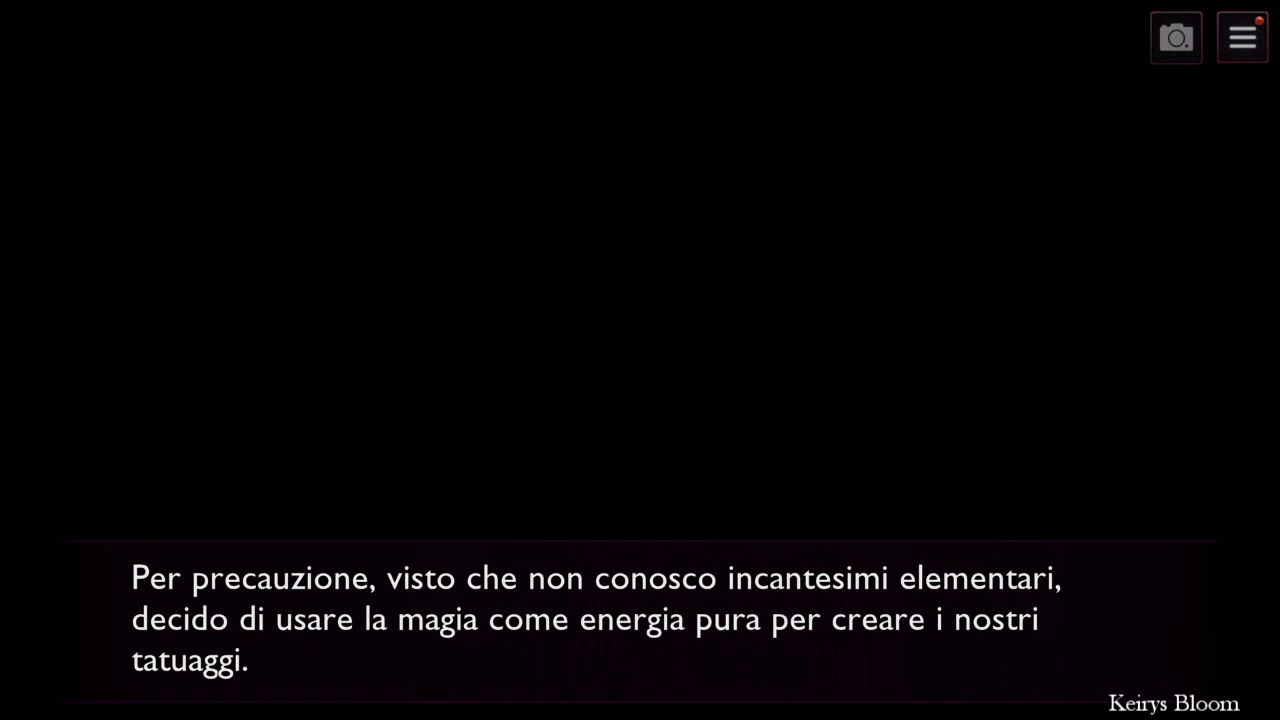 Per precauzione, visto che non conosco incantesimi elementari,
decido di usare la magia come energia pura per creare i nostri
tatuaggi.
Keirys Bloom